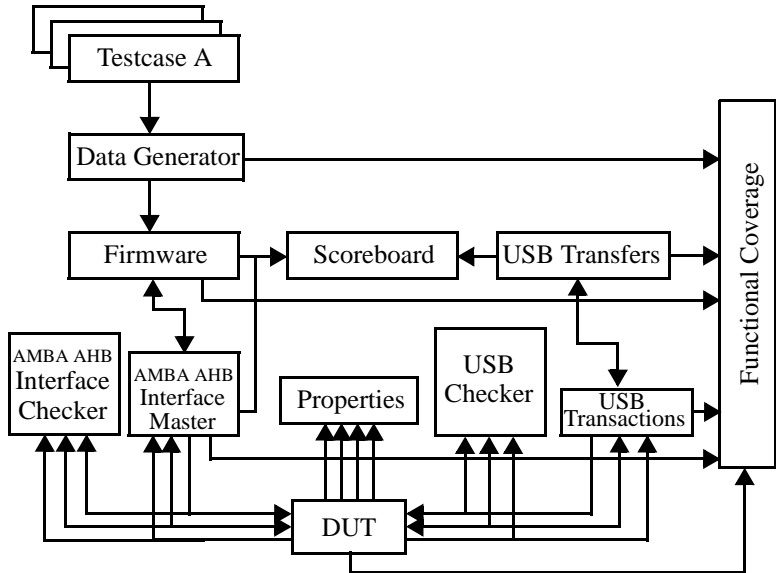 Testcase A
Data Generator
Firmware
Scoreboard
USB Transfers
Functional Coverage
AMBA AHB
Interface
Checker
AMBA AHB
Interface
Master
Properties
USB
Checker
USB
Transactions
DUT